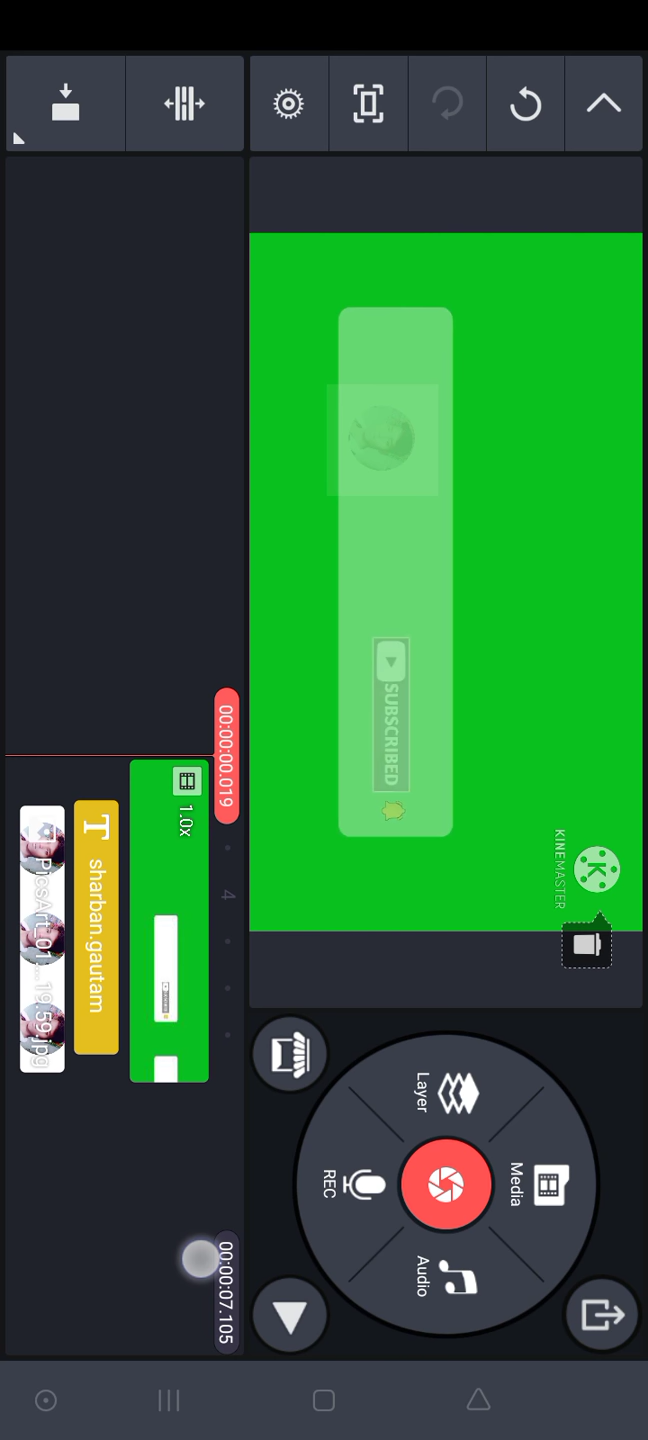 SUBSCRIBED
KINEMASTER
Media
Layer
REC
Audio
00:00:00.019
4
00:00:07.105
1.0x
T sharban.gautam
PicsArt_01... 19.59.jpg